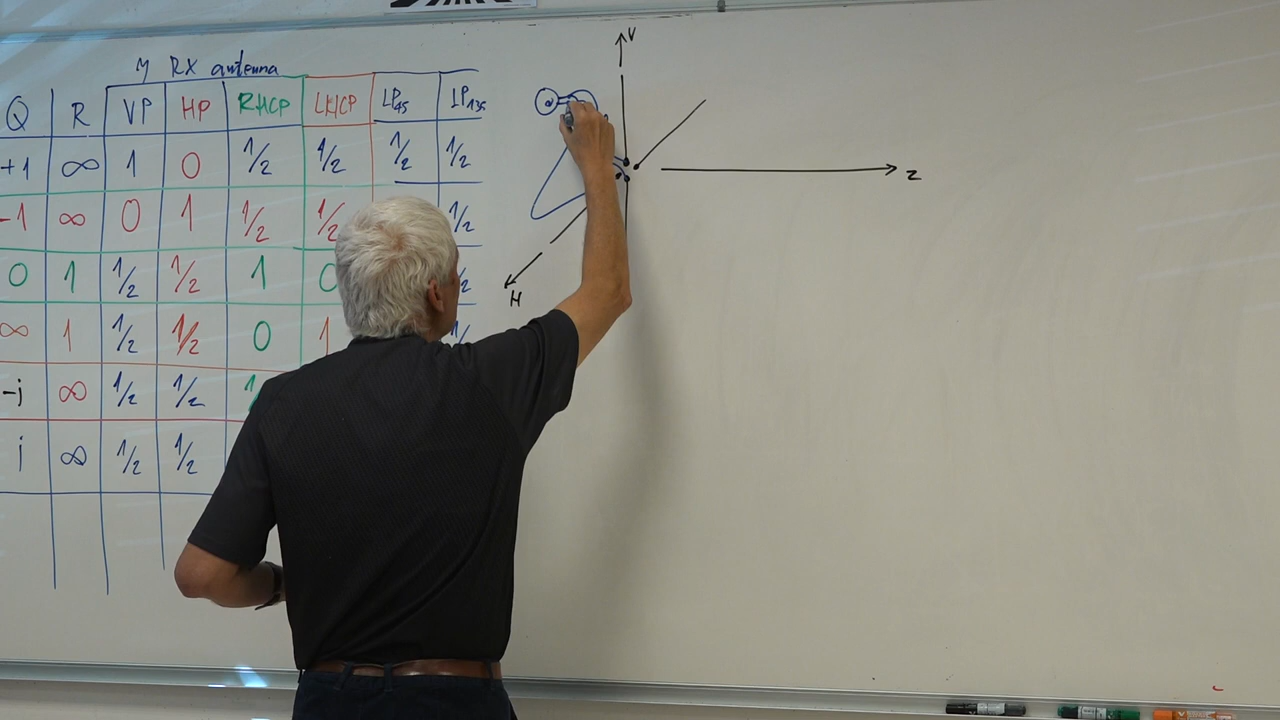 η RX antenna
Q R VP HP RHCP LHCP LP45 LP135
+1 ∞ 1 0 1/2 1/2 1/2 1/2
-1 ∞ 0 1 1/2 1/2 1/2
0 1 1/2 1/2 1 0
∞ 1 1/2 1/2 0 1
-i ∞ 1/2 1/2
i ∞ 1/2 1/2
V
z
H